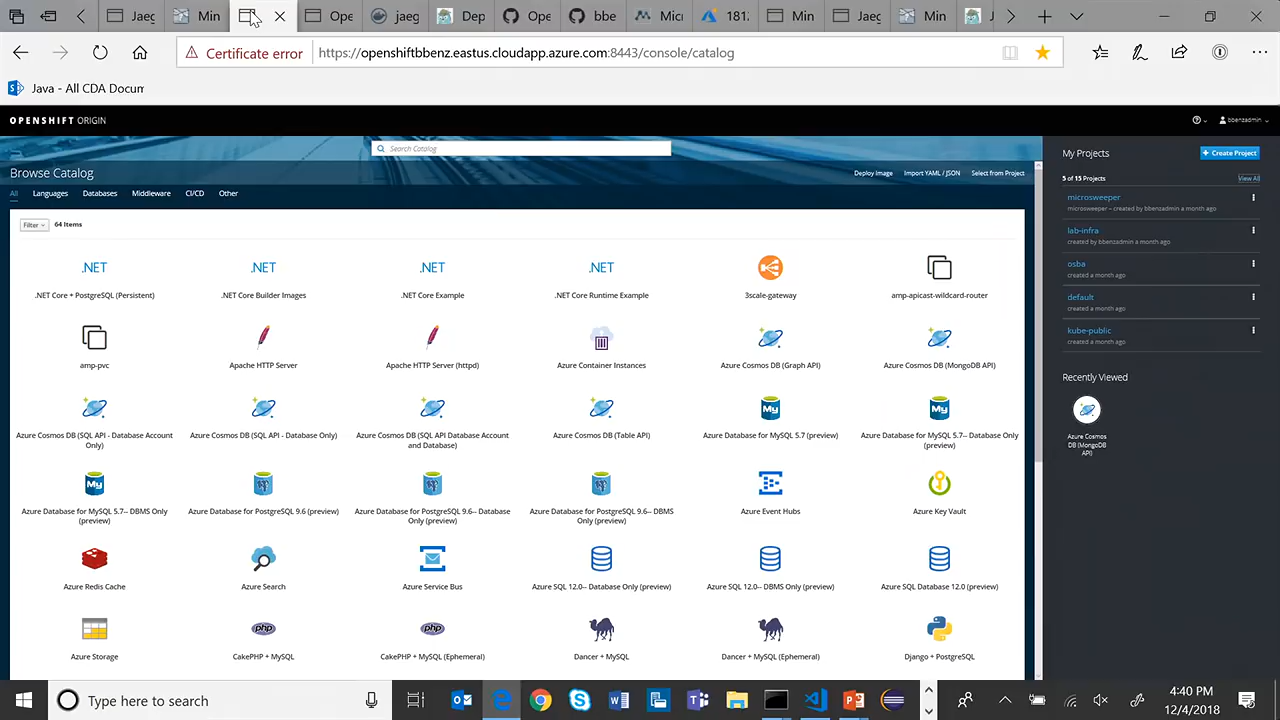 Min
Jav
Ope
Ope
bbe
Mic
181
Min
Java
Jaeg
Min
Certificate error
https://openshiftbbenz.eastus.cloudapp.azure.com:8443/console/catalog
Java - All CDA Docum
OPENSHIFT ORIGIN
bbenzadmin
Search Catalog
Browse Catalog
Deploy Image
Import YAML / JSON
Select from Project
All
Languages
Databases
Middleware
CI/CD
Other
Filter
64 Items
.NET
.NET
.NET
.NET
.NET Core + PostgreSQL (Persistent)
.NET Core Builder Images
.NET Core Example
.NET Core Runtime Example
3scale-gateway
amp-apicast-wildcard-router
amp-pvc
Apache HTTP Server
Apache HTTP Server (httpd)
Azure Container Instances
Azure Cosmos DB (Graph API)
Azure Cosmos DB (MongoDB API)
Azure Cosmos DB (SQL API - Database Account
Only)
Azure Cosmos DB (SQL API - Database Only)
Azure Cosmos DB (SQL API Database Account
and Database)
Azure Cosmos DB (Table API)
My
Azure Database for MySQL 5.7 (preview)
My
Azure Database for MySQL 5.7-- Database Only
(preview)
My
Azure Database for MySQL 5.7-- DBMS Only
(preview)
Azure Database for PostgreSQL 9.6 (preview)
Azure Database for PostgreSQL 9.6-- Database
Only (preview)
Azure Database for PostgreSQL 9.6-- DBMS
Only (preview)
Azure Event Hubs
Azure Key Vault
Azure Redis Cache
Azure Search
Azure Service Bus
Azure SQL 12.0-- Database Only (preview)
Azure SQL 12.0-- DBMS Only (preview)
Azure SQL Database 12.0 (preview)
Azure Storage
php
CakePHP + MySQL
php
CakePHP + MySQL (Ephemeral)
Dancer + MySQL
Dancer + MySQL (Ephemeral)
Django + PostgreSQL
My Projects
+ Create Project
5 of 15 Projects
View All
microsweeper
microsweeper – created by bbenzadmin a month ago
lab-infra
created by bbenzadmin a month ago
osba
created a month ago
default
created a month ago
kube-public
created a month ago
Recently Viewed
Azure Cosmos
DB (MongoDB
API)
Type here to search
4:40 PM
12/4/2018